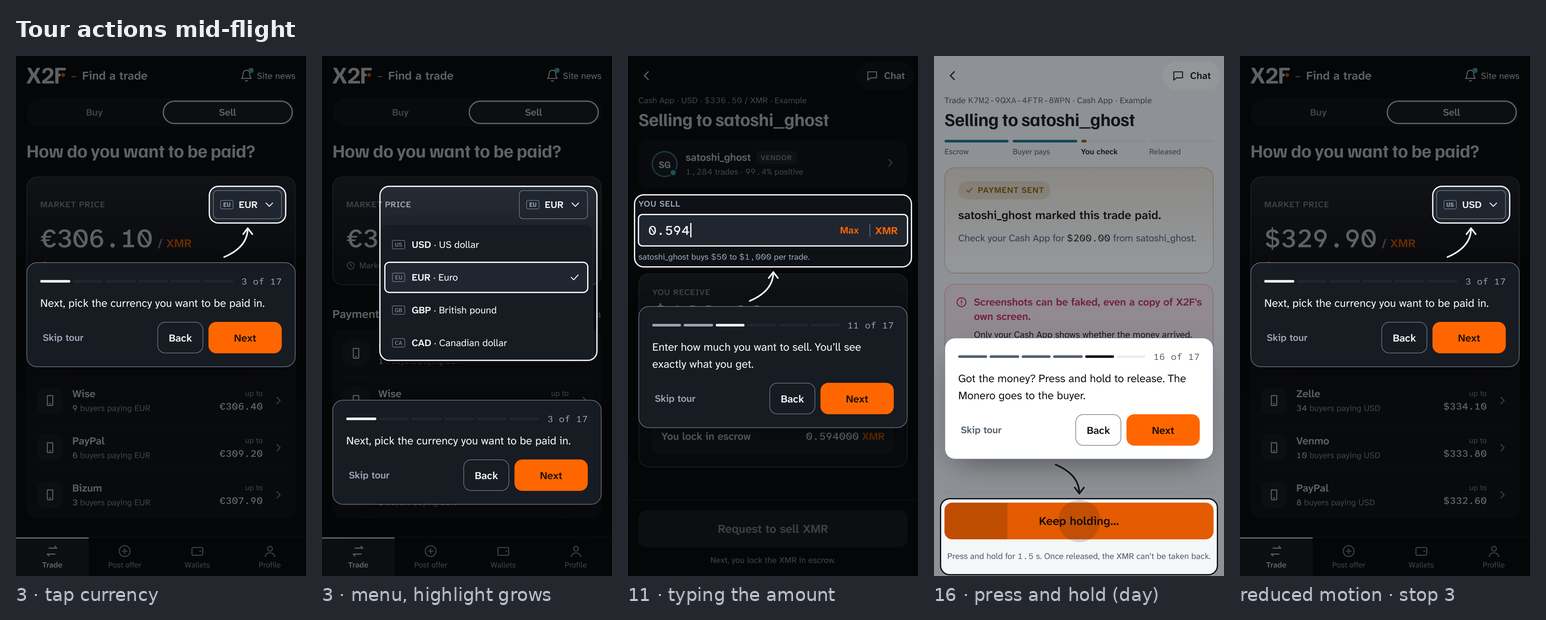 Tour actions mid-flight
X2F – Find a trade
Site news
Buy
Sell
How do you want to be paid?
MARKET PRICE
EU EUR
€306.10 / XMR
3 of 17
Next, pick the currency you want to be paid in.
Skip tour
Back
Next
Wise
9 buyers paying EUR
up to
€306.40
PayPal
6 buyers paying EUR
up to
€309.20
Bizum
3 buyers paying EUR
up to
€307.90
Trade
Post offer
Wallets
Profile
3 · tap currency
X2F – Find a trade
Site news
Buy
Sell
How do you want to be paid?
MARKET PRICE
EU EUR
€3
US USD · US dollar
EU EUR · Euro
GB GBP · British pound
CA CAD · Canadian dollar
Payment
Wise
up to
3 of 17
Next, pick the currency you want to be paid in.
Skip tour
Back
Next
Trade
Post offer
Wallets
Profile
3 · menu, highlight grows
Chat
Cash App · USD · $336.50 / XMR · Example
Selling to satoshi_ghost
SG
satoshi_ghost VENDOR
1,284 trades · 99.4% positive
YOU SELL
0.594
Max
XMR
satoshi_ghost buys $50 to $1,000 per trade.
YOU RECEIVE
11 of 17
Enter how much you want to sell. You'll see
exactly what you get.
Skip tour
Back
Next
You lock in escrow
0.594000 XMR
Request to sell XMR
Next, you lock the XMR in escrow.
11 · typing the amount
Chat
Trade K7M2-9QXA-4FTR-8WPN · Cash App · Example
Selling to satoshi_ghost
Escrow
Buyer pays
You check
Released
PAYMENT SENT
satoshi_ghost marked this trade paid.
Check your Cash App for $200.00 from satoshi_ghost.
Screenshots can be faked, even a copy of X2F's
own screen.
Only your Cash App shows whether the money arrived.
16 of 17
Got the money? Press and hold to release. The
Monero goes to the buyer.
Skip tour
Back
Next
Keep holding...
Press and hold for 1.5 s. Once released, the XMR can't be taken back.
16 · press and hold (day)
X2F – Find a trade
Site news
Buy
Sell
How do you want to be paid?
MARKET PRICE
US USD
$329.90 / XMR
3 of 17
Next, pick the currency you want to be paid in.
Skip tour
Back
Next
Zelle
34 buyers paying USD
up to
$334.10
Venmo
10 buyers paying USD
up to
$333.80
PayPal
8 buyers paying USD
up to
$332.60
Trade
Post offer
Wallets
Profile
reduced motion · stop 3